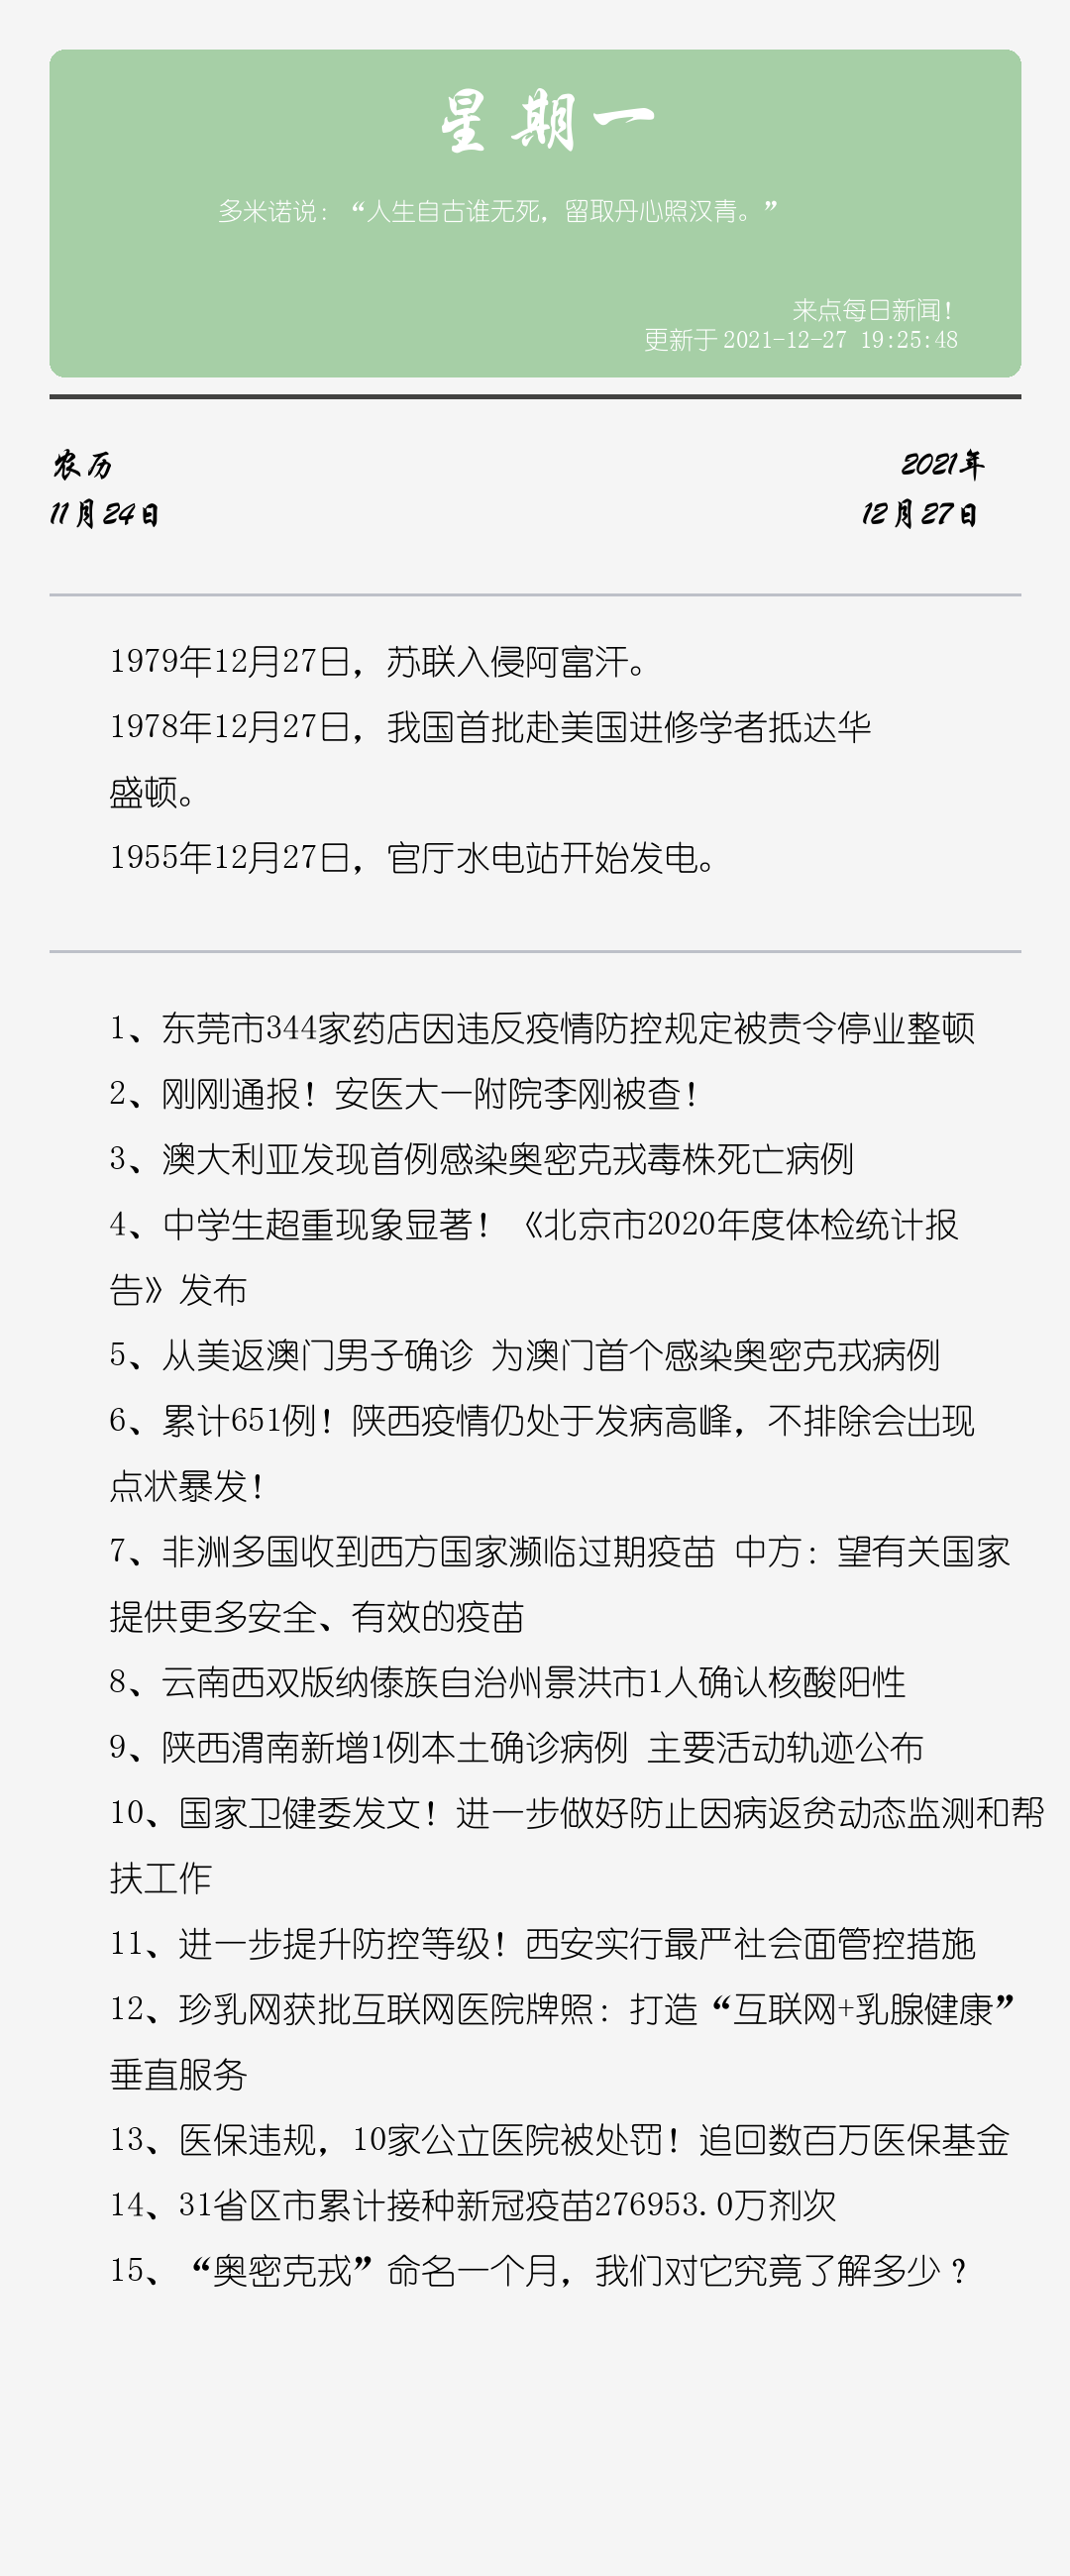 星期一
多米诺说：“人生自古谁无死，留取丹心照汉青。”
来点每日新闻！
更新于 2021-12-27 19:25:48
农历
2021年
11月24日
12月27日
1979年12月27日，苏联入侵阿富汗。
1978年12月27日，我国首批赴美国进修学者抵达华
盛顿。
1955年12月27日，官厅水电站开始发电。
1、东莞市344家药店因违反疫情防控规定被责令停业整顿
2、刚刚通报！安医大一附院李刚被查！
3、澳大利亚发现首例感染奥密克戎毒株死亡病例
4、中学生超重现象显著！《北京市2020年度体检统计报
告》发布
5、从美返澳门男子确诊 为澳门首个感染奥密克戎病例
6、累计651例！陕西疫情仍处于发病高峰，不排除会出现
点状暴发！
7、非洲多国收到西方国家濒临过期疫苗 中方：望有关国家
提供更多安全、有效的疫苗
8、云南西双版纳傣族自治州景洪市1人确认核酸阳性
9、陕西渭南新增1例本土确诊病例 主要活动轨迹公布
10、国家卫健委发文！进一步做好防止因病返贫动态监测和帮
扶工作
11、进一步提升防控等级！西安实行最严社会面管控措施
12、珍乳网获批互联网医院牌照：打造“互联网+乳腺健康”
垂直服务
13、医保违规，10家公立医院被处罚！追回数百万医保基金
14、31省区市累计接种新冠疫苗276953.0万剂次
15、“奥密克戎”命名一个月，我们对它究竟了解多少？